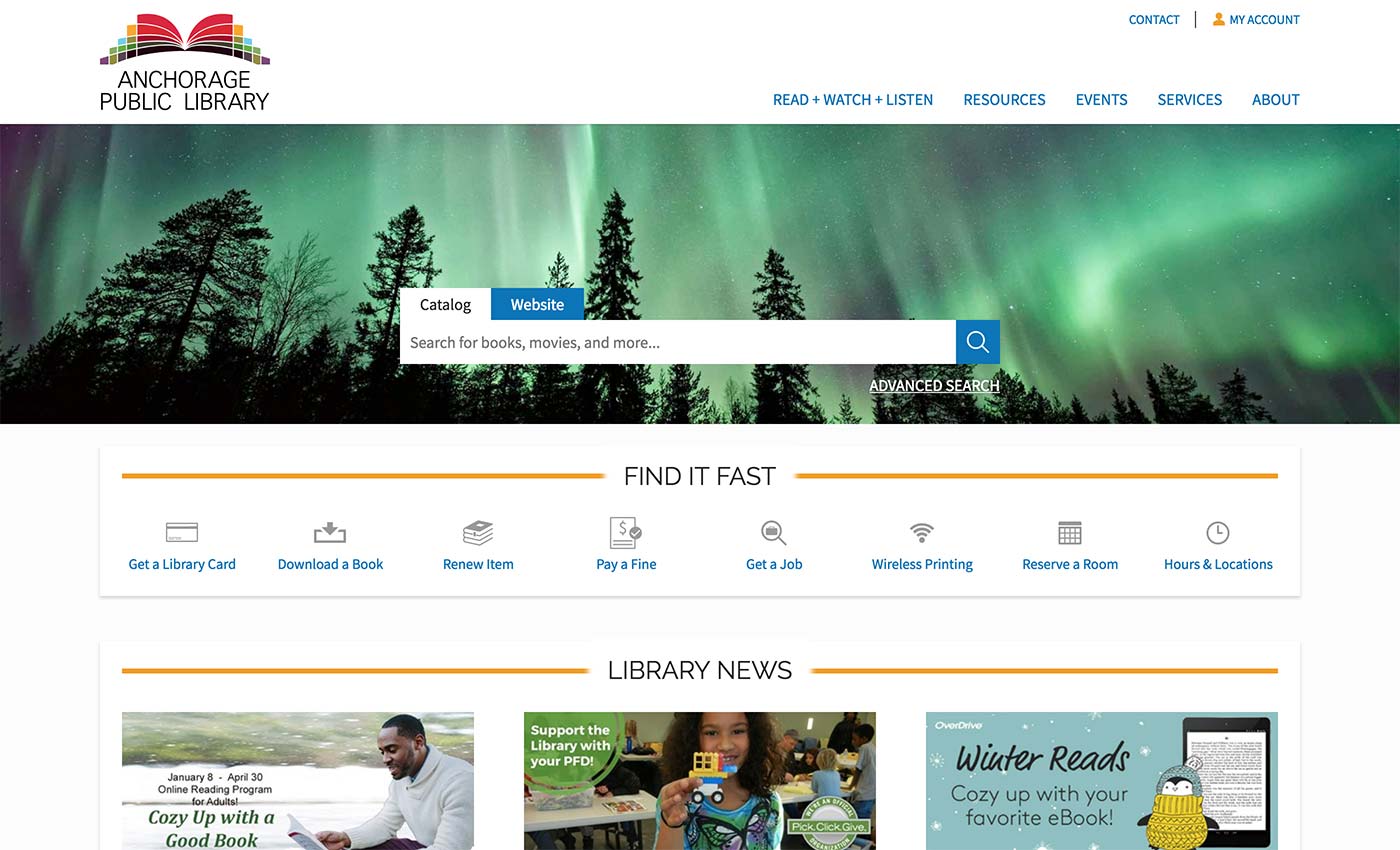 CONTACT
MY ACCOUNT
ANCHORAGE
PUBLIC LIBRARY
READ + WATCH + LISTEN
RESOURCES
EVENTS
SERVICES
ABOUT
Catalog
Website
Search for books, movies, and more...
ADVANCED SEARCH
FIND IT FAST
Get a Library Card
Download a Book
Renew Item
Pay a Fine
Get a Job
Wireless Printing
Reserve a Room
Hours & Locations
LIBRARY NEWS
January 8 - April 30
Online Reading Program
for Adults!
Cozy Up with a
Good Book
Support the
Library with
your PFD!
WE'RE AN OFFICIAL
Pick.Click.Give.
ORGANIZATION
OverDrive
Winter Reads
Cozy up with your
favorite eBook!